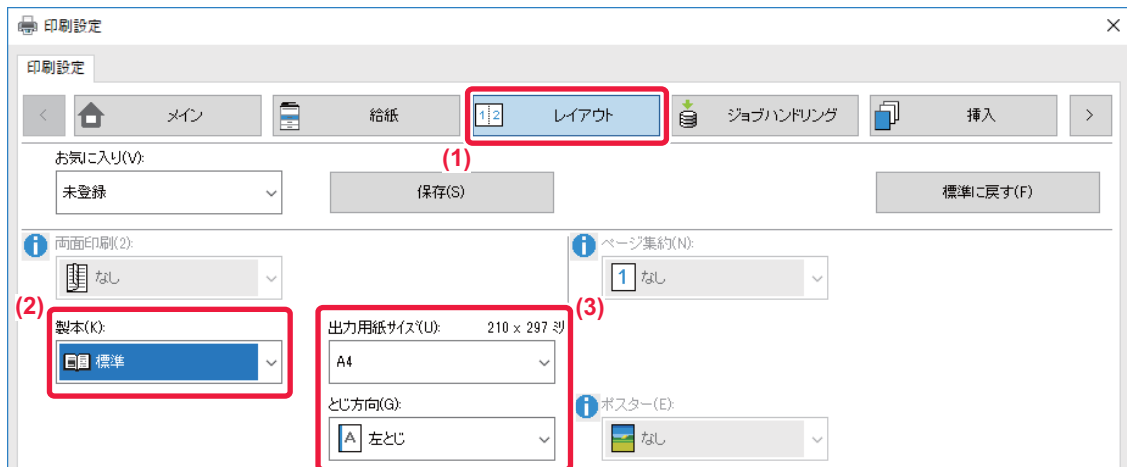 印刷設定
印刷設定
メイン
給紙
1 2 レイアウト
ジョブハンドリング
挿入
お気に入り(V):
(1)
未登録
保存(S)
標準に戻す(F)
両面印刷(2):
なし
ページ集約(N):
1 なし
(2)
製本(K):
標準
(3)
出力用紙サイズ(U): 210 x 297 ミリ
A4
とじ方向(G):
A 左とじ
ポスター(E):
なし